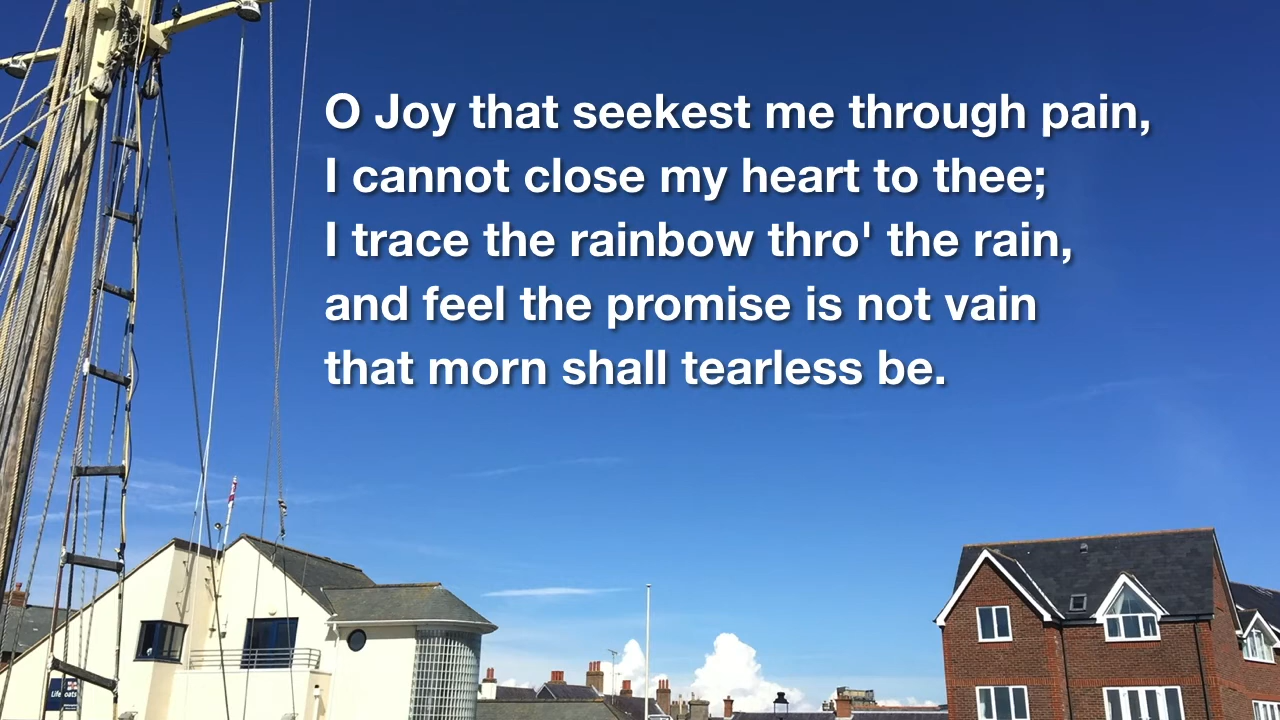 O Joy that seekest me through pain,
I cannot close my heart to thee;
I trace the rainbow thro' the rain,
and feel the promise is not vain
that morn shall tearless be.